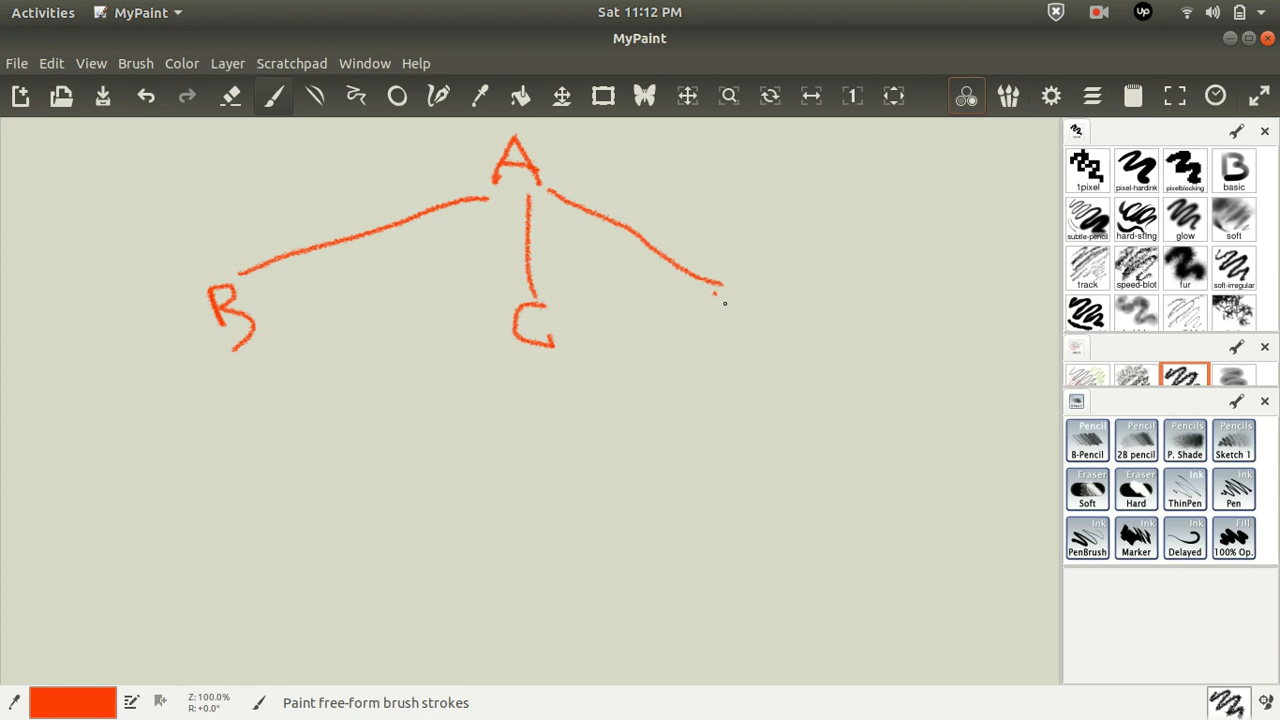 Activities MyPaint Sat 11:12 PM Up
MyPaint
File Edit View Brush Color Layer Scratchpad Window Help
1
A
B C
1pixel pixel-hardink pixelblocking B basic
subtle-pencil hard-sting glow soft
track speed-blot fur soft-irregular
Pencil Pencil Pencils Pencils
B-Pencil 2B pencil P. Shade Sketch 1
Eraser Eraser Ink Ink
Soft Hard ThinPen Pen
Ink Ink Ink Fill
PenBrush Marker Delayed 100% Op.
Z: 100.0%
R: +0.0°
Paint free-form brush strokes